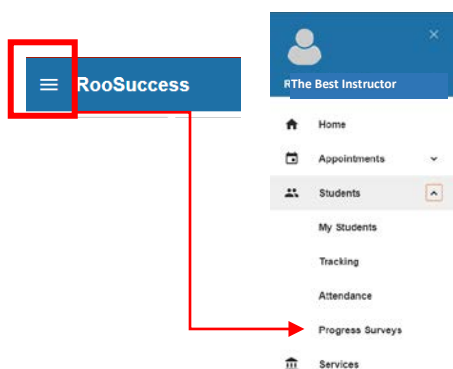 RooSuccess
RThe Best Instructor
Home
Appointments
Students
My Students
Tracking
Attendance
Progress Surveys
Services